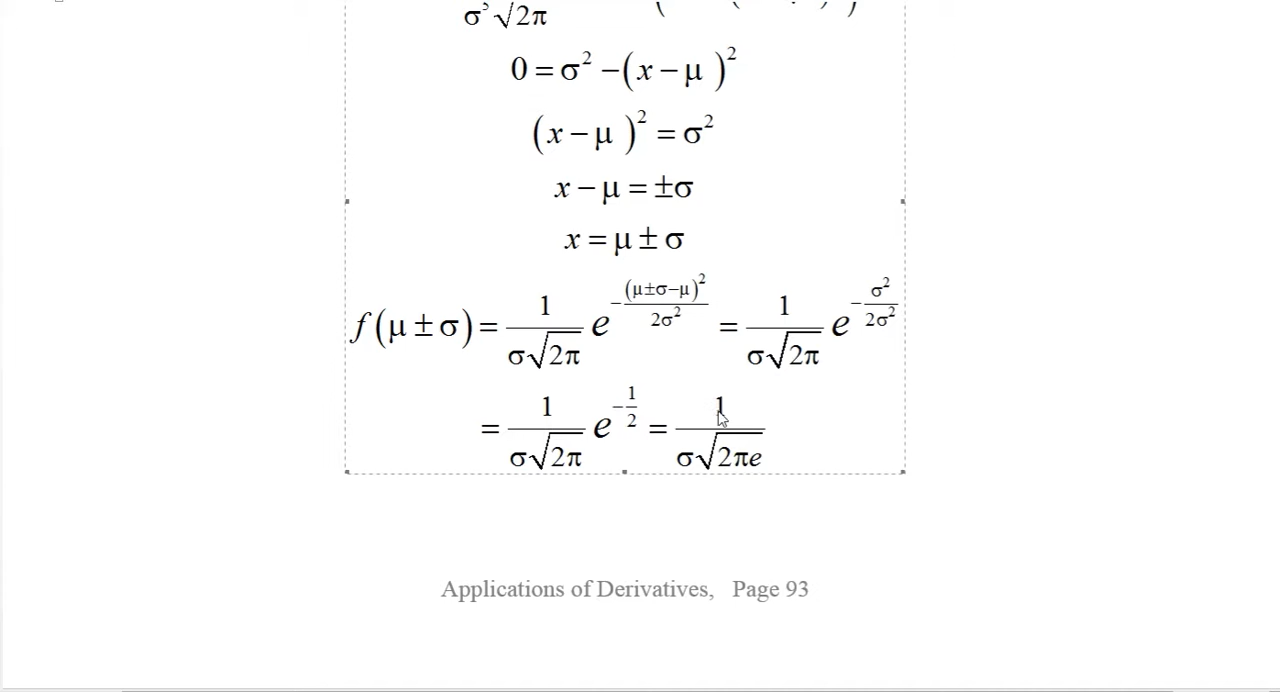 σ³√2π
0 = σ² − (x − μ)²
(x − μ)² = σ²
x − μ = ±σ
x = μ ± σ
f(μ ± σ) = 1/(σ√2π) e^(−(μ±σ−μ)²/2σ²) = 1/(σ√2π) e^(−σ²/2σ²)
= 1/(σ√2π) e^(−1/2) = 1/(σ√2πe)
Applications of Derivatives, Page 93